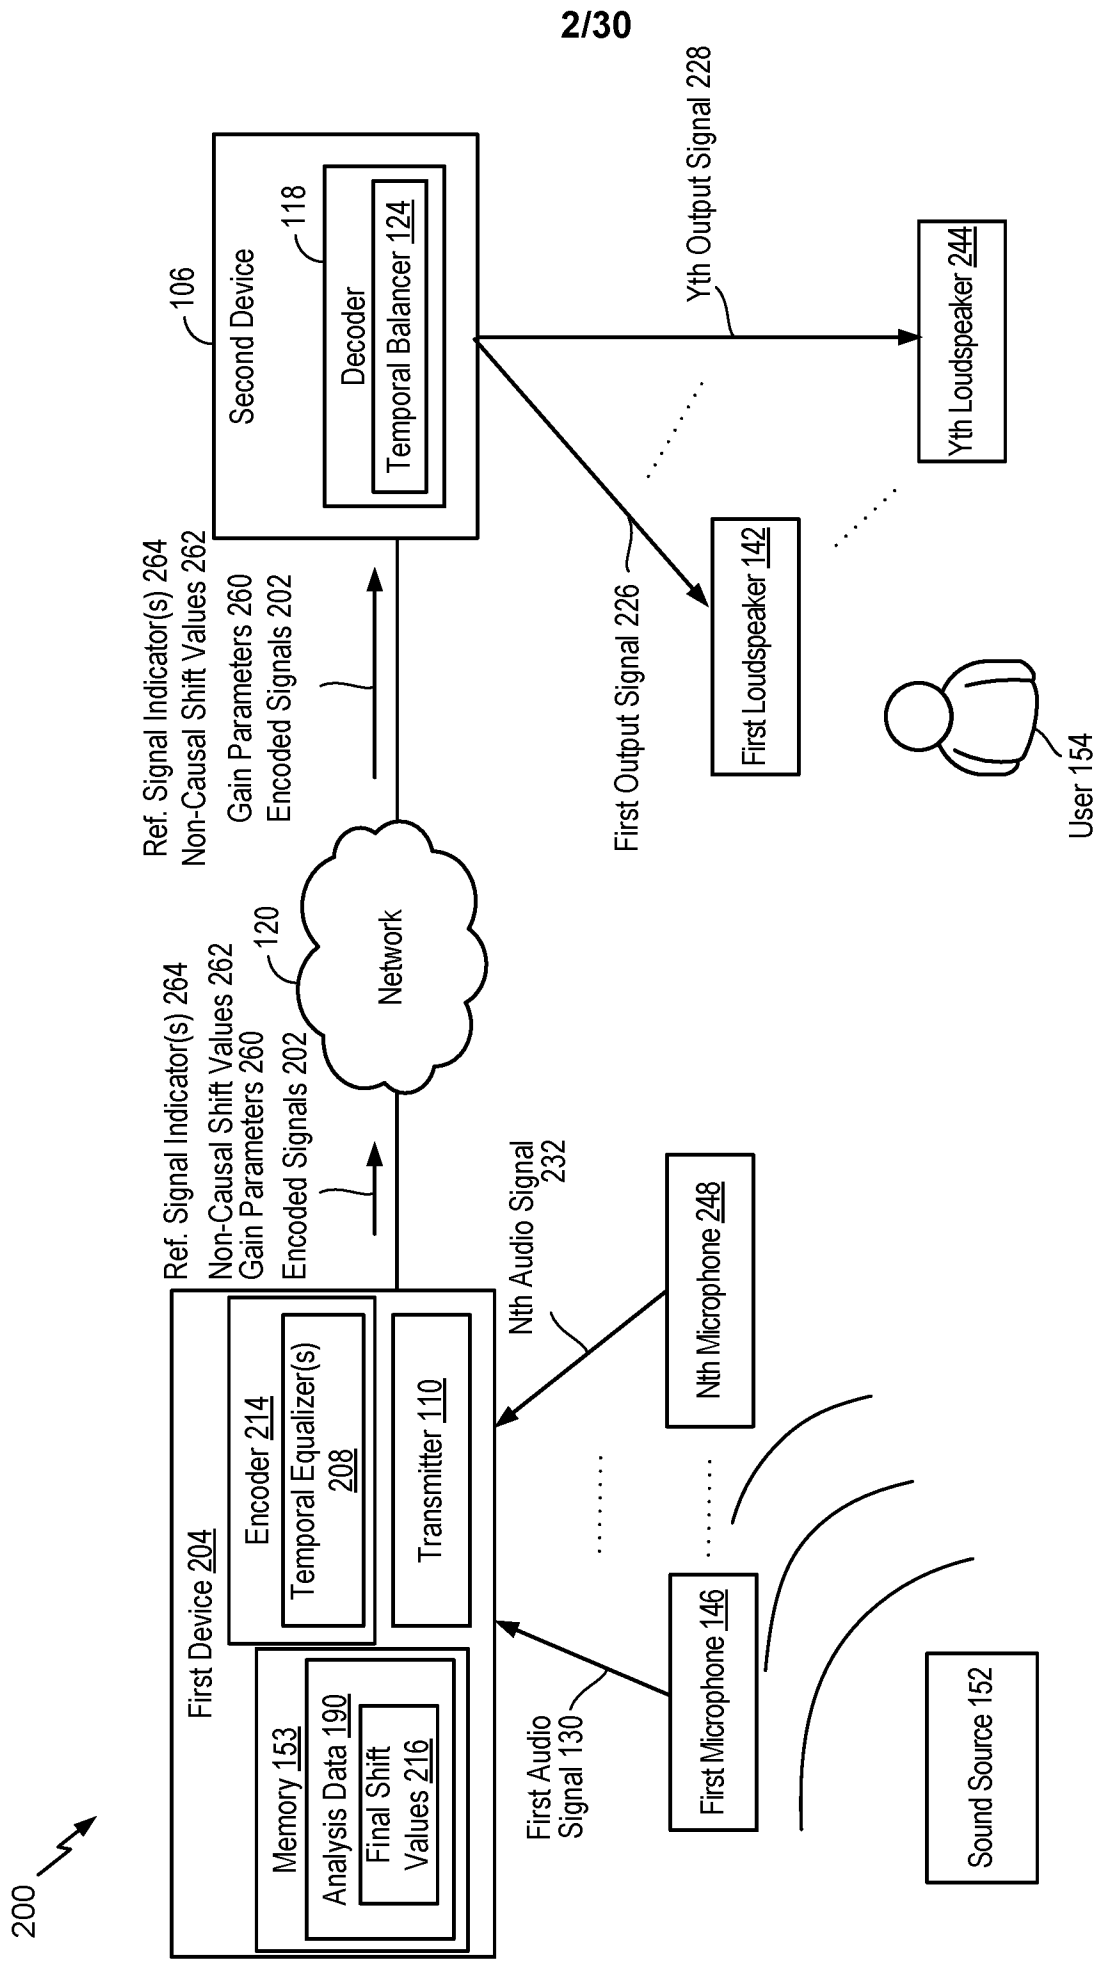 2/30
200
First Device 204
Memory 153
Analysis Data 190
Final Shift
Values 216
Encoder 214
Temporal Equalizer(s)
208
Transmitter 110
Ref. Signal Indicator(s) 264
Non-Causal Shift Values 262
Gain Parameters 260
Encoded Signals 202
120
Network
Ref. Signal Indicator(s) 264
Non-Causal Shift Values 262
Gain Parameters 260
Encoded Signals 202
106
Second Device
118
Decoder
Temporal Balancer 124
First Audio
Signal 130
Nth Audio Signal
232
First Microphone 146
Nth Microphone 248
Sound Source 152
First Output Signal 226
Yth Output Signal 228
First Loudspeaker 142
Yth Loudspeaker 244
User 154